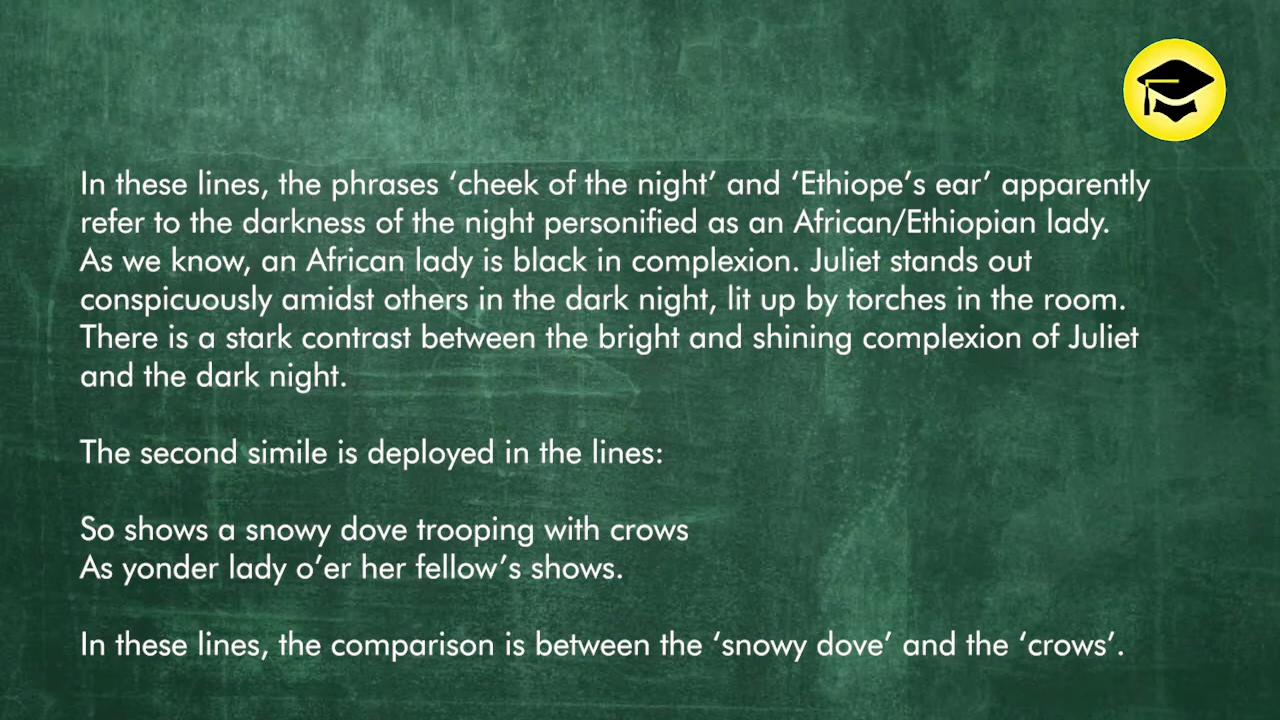 In these lines, the phrases ‘cheek of the night’ and ‘Ethiope’s ear’ apparently
refer to the darkness of the night personified as an African/Ethiopian lady.
As we know, an African lady is black in complexion. Juliet stands out
conspicuously amidst others in the dark night, lit up by torches in the room.
There is a stark contrast between the bright and shining complexion of Juliet
and the dark night.
The second simile is deployed in the lines:
So shows a snowy dove trooping with crows
As yonder lady o’er her fellow’s shows.
In these lines, the comparison is between the ‘snowy dove’ and the ‘crows’.